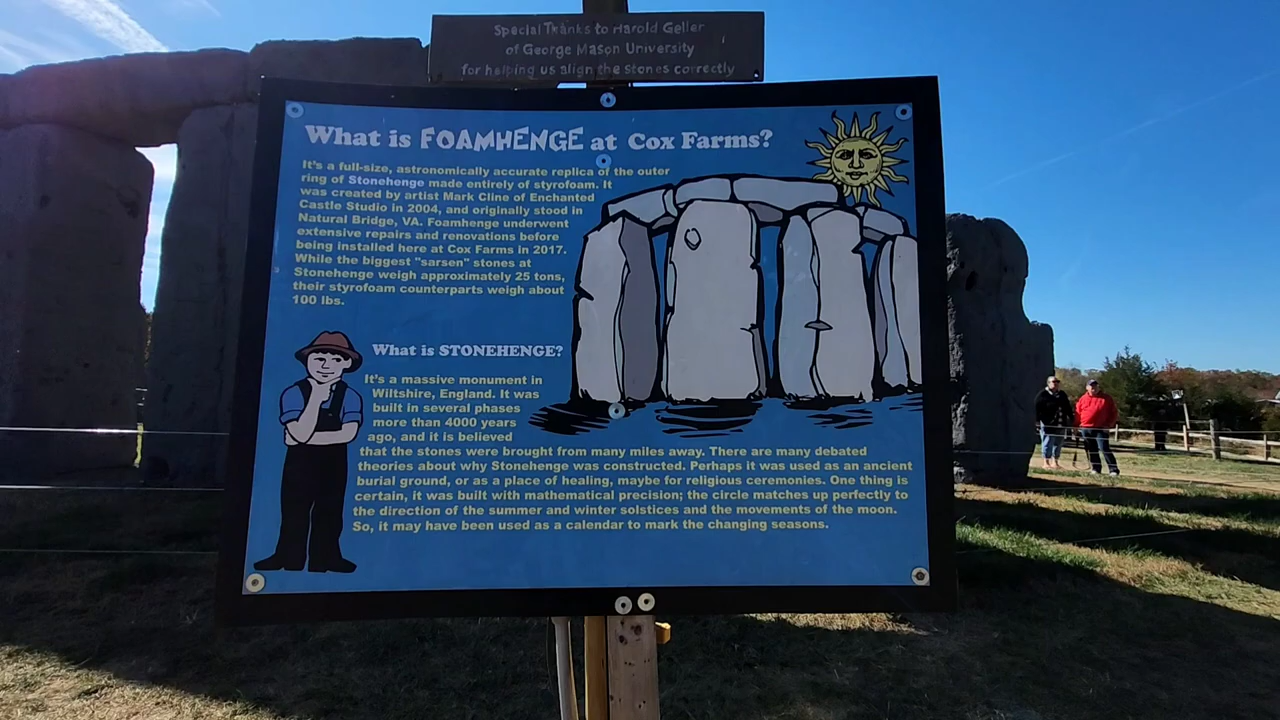 Special Thanks to Harold Geller
of George Mason University
for helping us align the stones correctly
What is FOAMHENGE at Cox Farms?
It's a full-size, astronomically accurate replica of the outer
ring of Stonehenge made entirely of styrofoam. It
was created by artist Mark Cline of Enchanted
Castle Studio in 2004, and originally stood in
Natural Bridge, VA. Foamhenge underwent
extensive repairs and renovations before
being installed here at Cox Farms in 2017.
While the biggest "sarsen" stones at
Stonehenge weigh approximately 25 tons,
their styrofoam counterparts weigh about
100 lbs.
What is STONEHENGE?
It's a massive monument in
Wiltshire, England. It was
built in several phases
more than 4000 years
ago, and it is believed
that the stones were brought from many miles away. There are many debated
theories about why Stonehenge was constructed. Perhaps it was used as an ancient
burial ground, or as a place of healing, maybe for religious ceremonies. One thing is
certain, it was built with mathematical precision; the circle matches up perfectly to
the direction of the summer and winter solstices and the movements of the moon.
So, it may have been used as a calendar to mark the changing seasons.